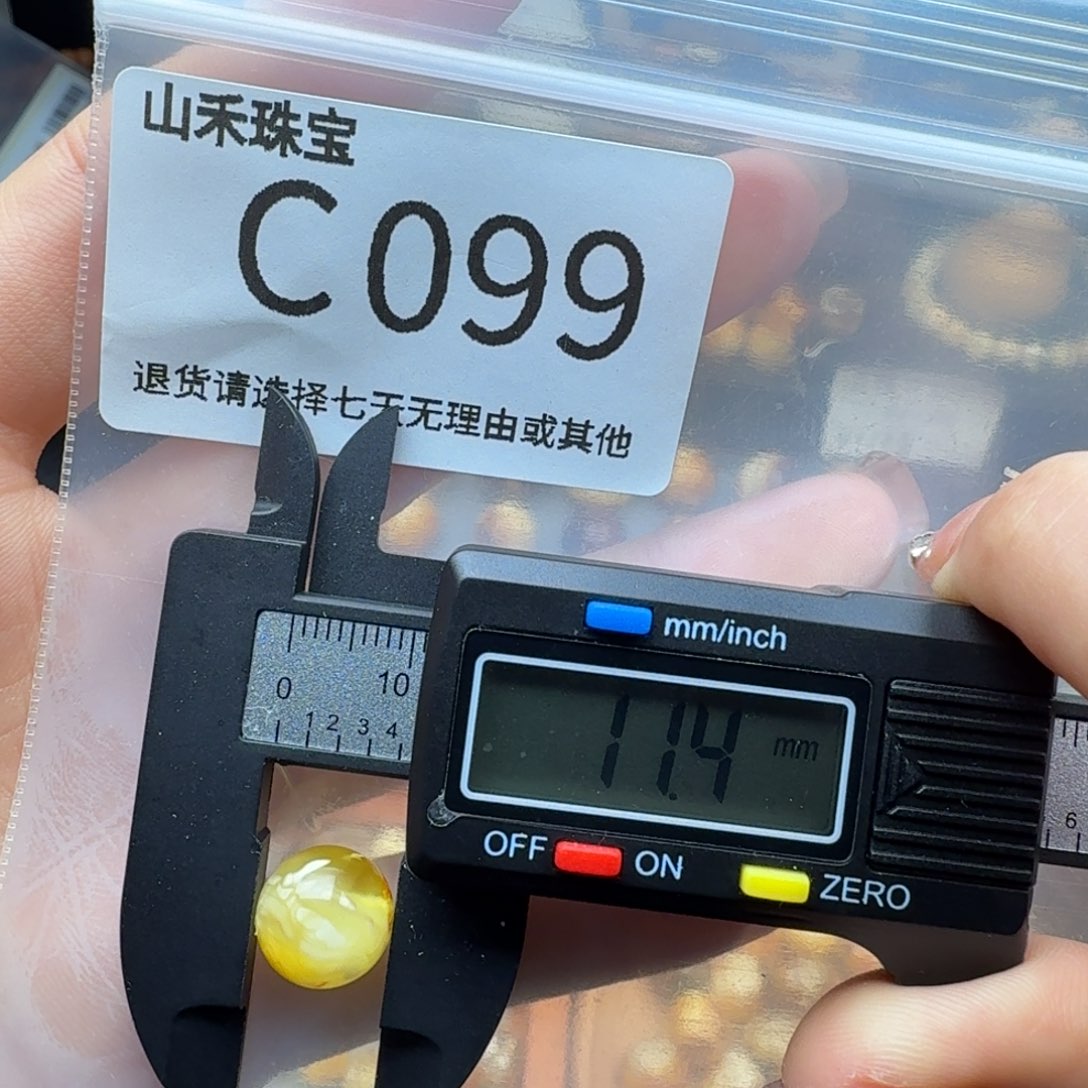 山禾珠宝
C099
退货请选择七天无理由或其他
mm/inch
0 10
1 2 3 4
11.4 mm
6
OFF ON ZERO